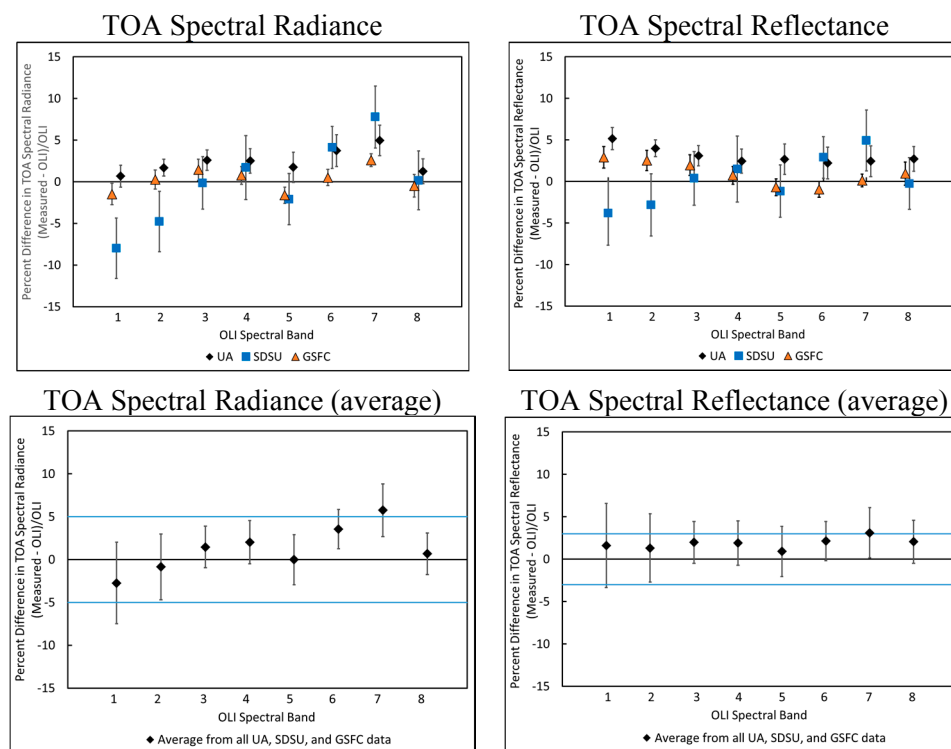 TOA Spectral Radiance
Percent Difference in TOA Spectral Radiance
(Measured - OLI)/OLI
15
10
5
0
-5
-10
-15
1 2 3 4 5 6 7 8
OLI Spectral Band
UA SDSU GSFC
TOA Spectral Reflectance
Percent Difference in TOA Spectral Reflectance
(Measured - OLI)/OLI
15
10
5
0
-5
-10
-15
1 2 3 4 5 6 7 8
OLI Spectral Band
UA SDSU GSFC
TOA Spectral Radiance (average)
Percent Difference in TOA Spectral Radiance
(Measured - OLI)/OLI
15
10
5
0
-5
-10
-15
1 2 3 4 5 6 7 8
OLI Spectral Band
Average from all UA, SDSU, and GSFC data
TOA Spectral Reflectance (average)
Percent Difference in TOA Spectral Reflectance
(Measured - OLI)/OLI
15
10
5
0
-5
-10
-15
1 2 3 4 5 6 7 8
OLI Spectral Band
Average from all UA, SDSU, and GSFC data